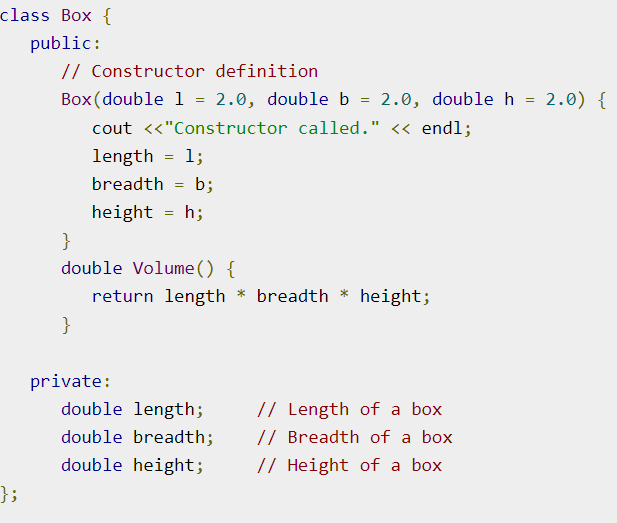 class Box {
   public:
      // Constructor definition
      Box(double l = 2.0, double b = 2.0, double h = 2.0) {
         cout <<"Constructor called." << endl;
         length = l;
         breadth = b;
         height = h;
      }
      double Volume() {
         return length * breadth * height;
      }

   private:
      double length;     // Length of a box
      double breadth;    // Breadth of a box
      double height;     // Height of a box
};